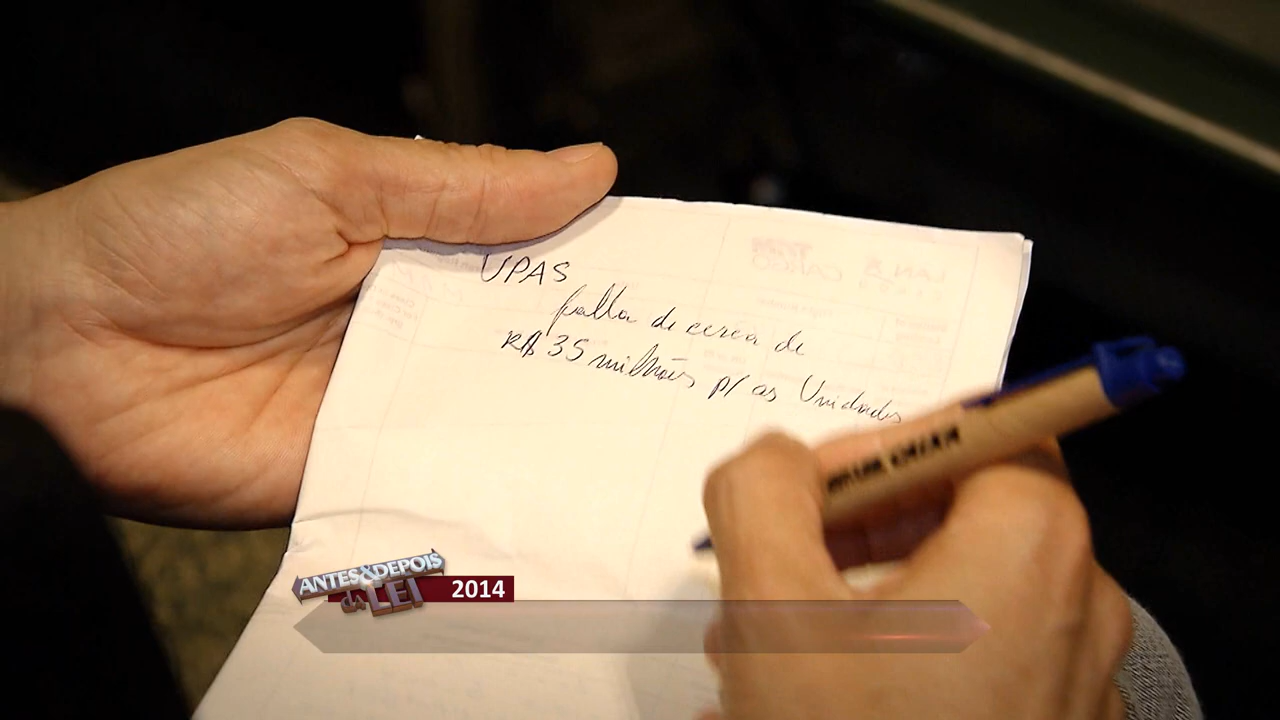 UPAS
falta de cerca de
R$ 35 milhões p/ as Unidades
ANTES&DEPOIS
da LEI
2014